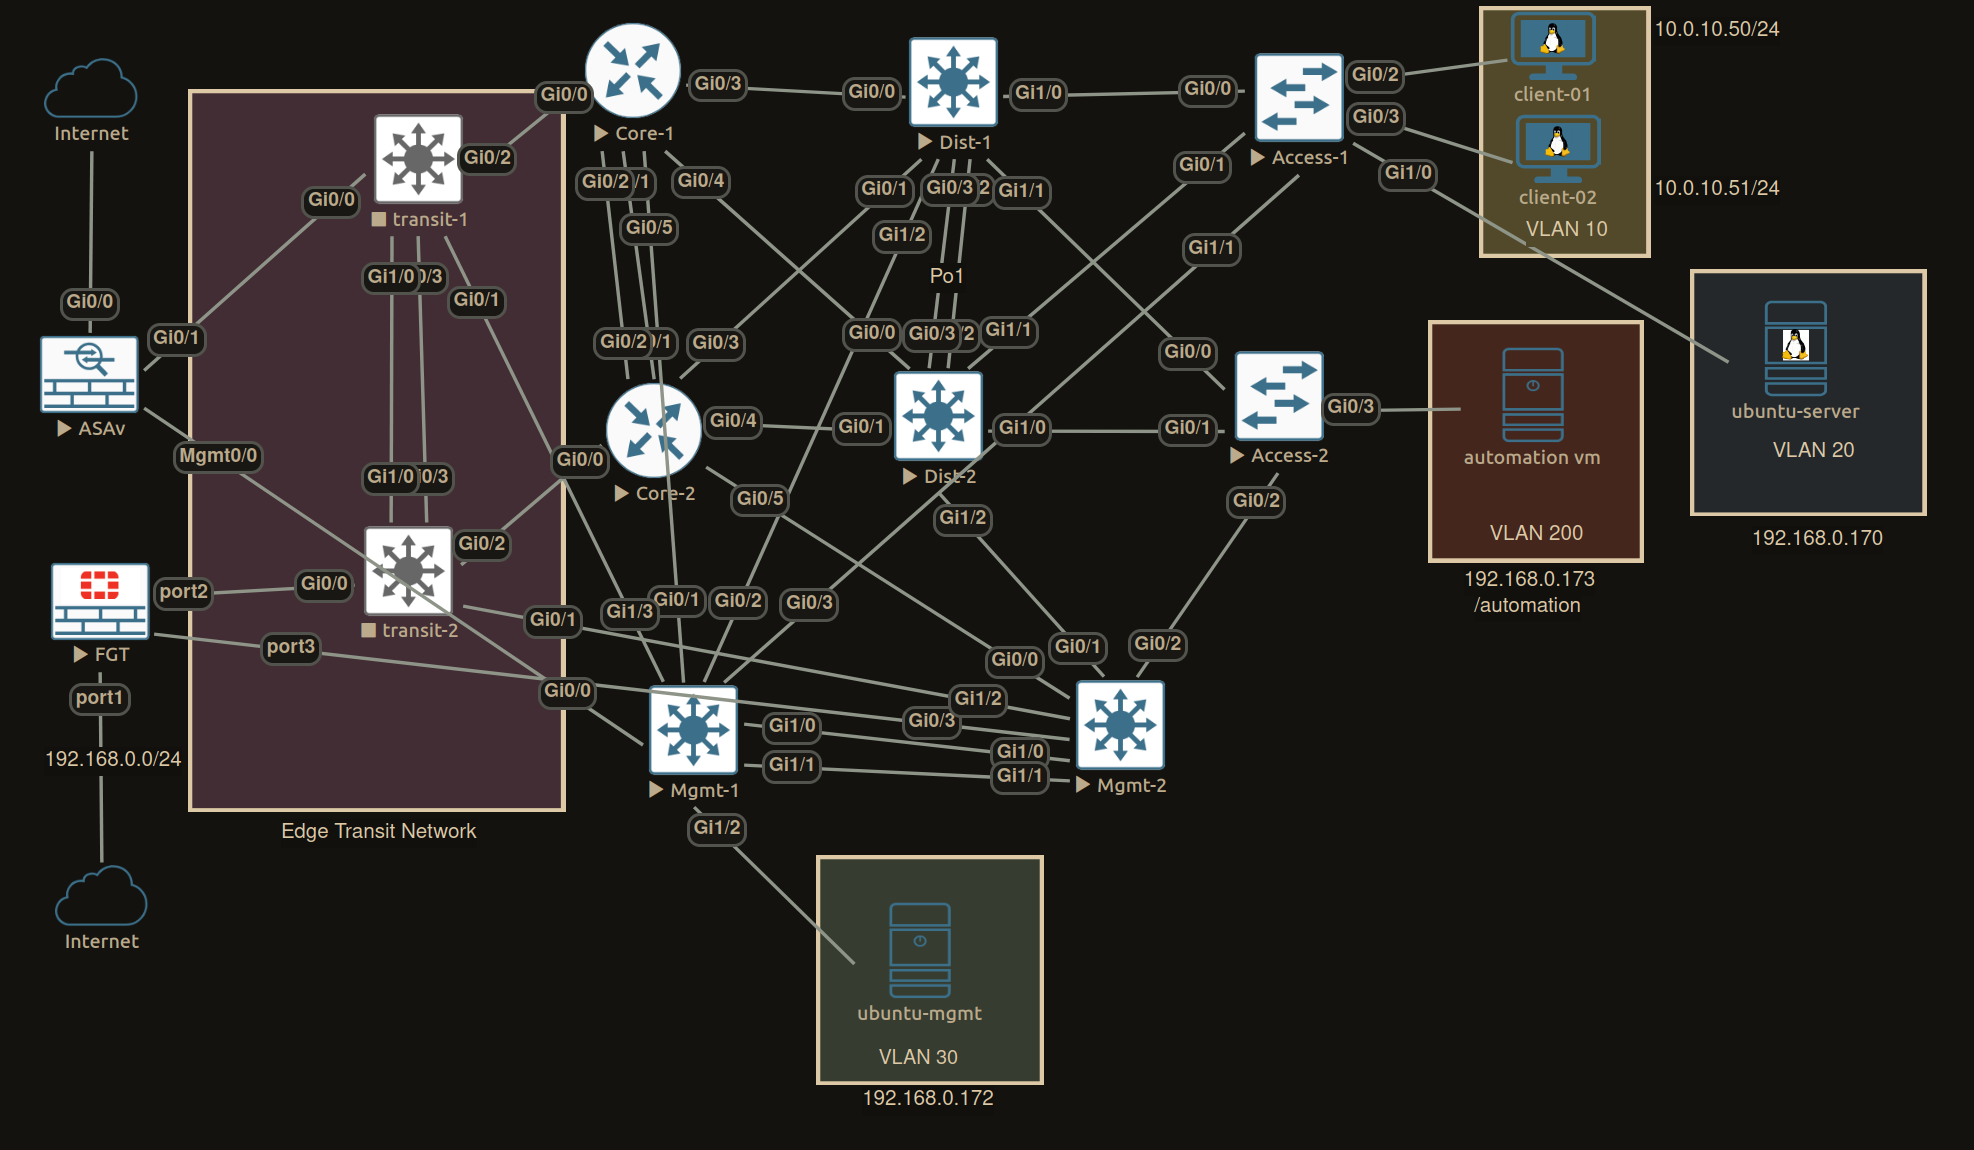 10.0.10.50/24
Gi0/0
Gi0/3
Gi0/0
Gi1/0
Gi0/0
Gi0/2
client-01
Internet
Core-1
Dist-1
Access-1
Gi0/3
Gi0/2
Gi0/0
transit-1
Gi0/2
/1
Gi0/4
Gi0/5
Gi0/1
Gi0/3
2
Gi1/1
Gi1/2
Gi0/1
Gi1/0
client-02
10.0.10.51/24
VLAN 10
Gi1/1
Gi1/0
0/3
Gi0/1
Po1
Gi0/0
Gi0/1
ASAv
Gi0/2
/1
Gi0/3
Gi0/0
Gi0/3
/2
Gi1/1
Gi0/0
Gi0/3
Access-2
Gi0/1
Gi1/0
Gi0/1
Gi0/4
Dist-2
Core-2
Gi0/0
Mgmt0/0
Gi1/0
0/3
Gi0/5
Gi1/2
Gi0/2
automation vm
VLAN 200
192.168.0.173
/automation
ubuntu-server
VLAN 20
192.168.0.170
Gi0/2
port2
Gi0/0
transit-2
FGT
port3
port1
Gi0/1
Gi1/3
Gi0/1
Gi0/2
Gi0/3
Gi0/0
Gi0/1
Gi0/2
Gi0/0
Gi1/2
Gi0/3
Gi1/0
Gi1/0
Gi1/1
Gi1/1
Mgmt-1
Mgmt-2
192.168.0.0/24
Edge Transit Network
Gi1/2
Internet
ubuntu-mgmt
VLAN 30
192.168.0.172